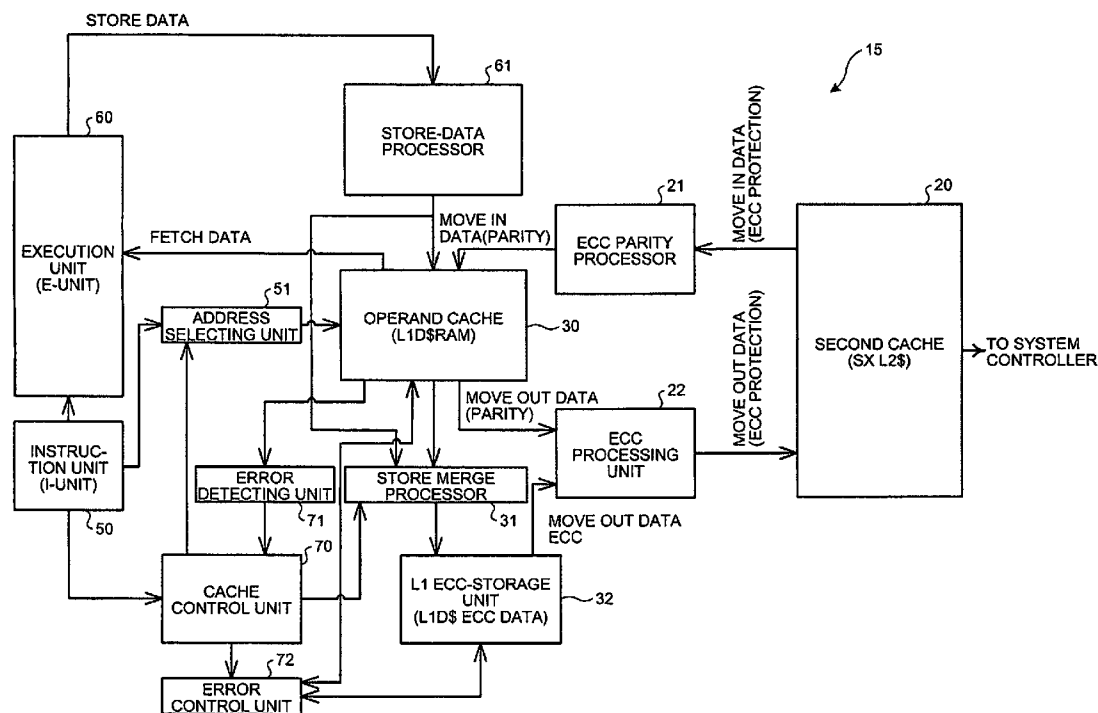 STORE DATA
15
61
STORE-DATA
PROCESSOR
60
EXECUTION
UNIT
(E-UNIT)
FETCH DATA
MOVE IN
DATA(PARITY)
21
ECC PARITY
PROCESSOR
MOVE IN DATA
(ECC PROTECTION)
20
SECOND CACHE
(SX L2$)
TO SYSTEM
CONTROLLER
51
ADDRESS
SELECTING UNIT
OPERAND CACHE
(L1D$RAM)
30
MOVE OUT DATA
(PARITY)
22
ECC
PROCESSING
UNIT
MOVE OUT DATA
(ECC PROTECTION)
INSTRUC-
TION UNIT
(I-UNIT)
50
ERROR
DETECTING UNIT
71
STORE MERGE
PROCESSOR
31
MOVE OUT DATA
ECC
70
CACHE
CONTROL UNIT
L1 ECC-STORAGE
UNIT
(L1D$ ECC DATA)
32
72
ERROR
CONTROL UNIT